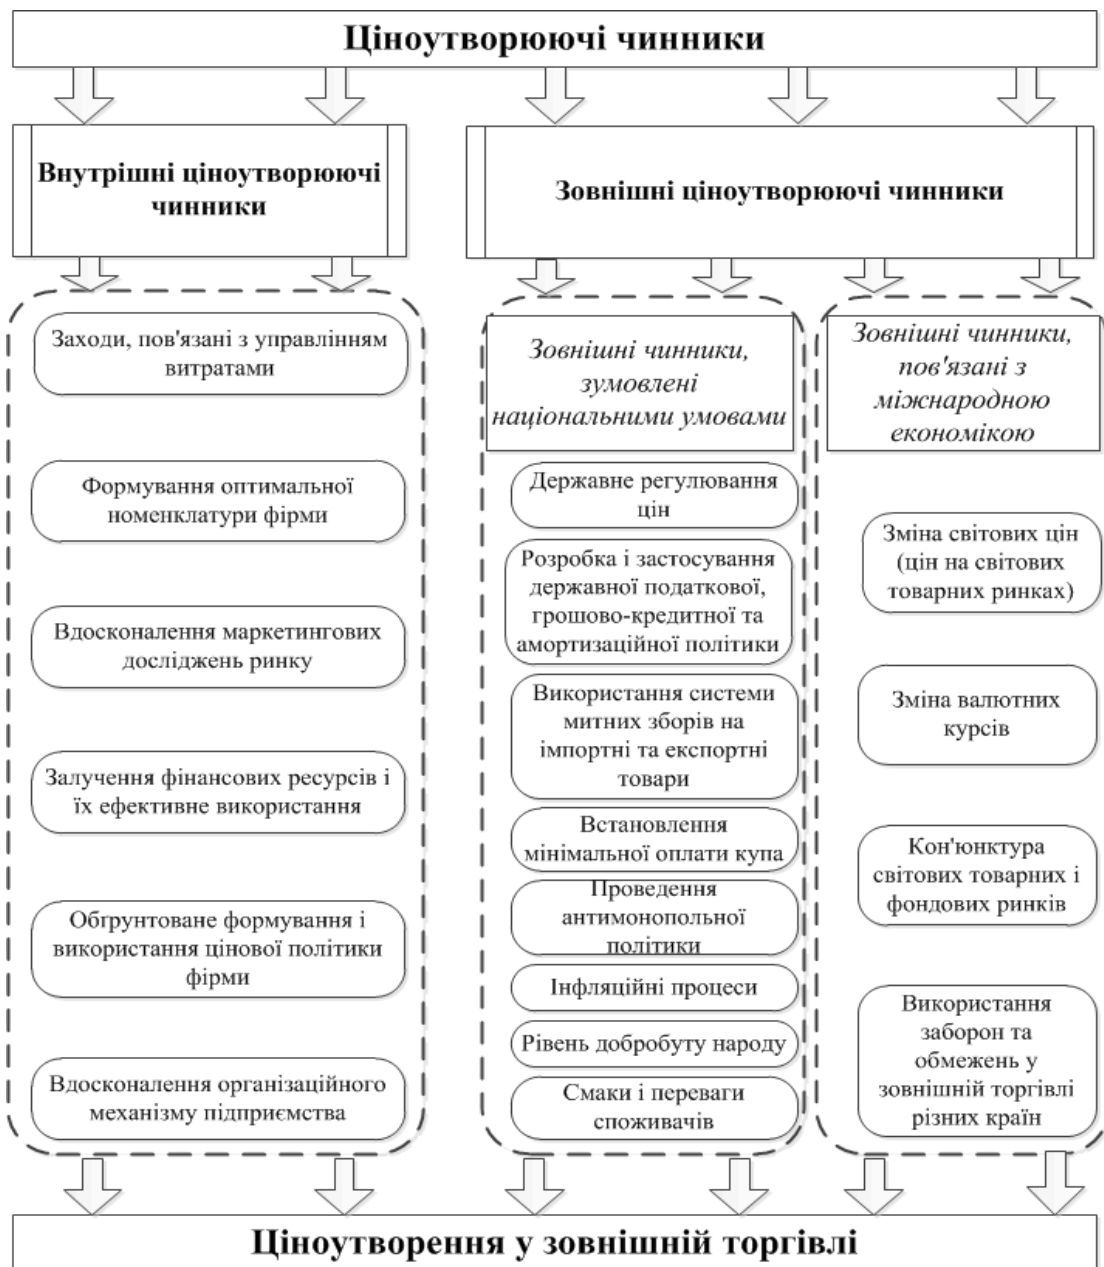 Ціноутворюючі чинники
Внутрішні ціноутворюючі
чинники
Зовнішні ціноутворюючі чинники
Заходи, пов'язані з управлінням
витратами
Формування оптимальної
номенклатури фірми
Вдосконалення маркетингових
досліджень ринку
Залучення фінансових ресурсів і
їх ефективне використання
Обґрунтоване формування і
використання цінової політики
фірми
Вдосконалення організаційного
механізму підприємства
Зовнішні чинники,
зумовлені
національними умовами
Державне регулювання
цін
Розробка і застосування
державної податкової,
грошово-кредитної та
амортизаційної політики
Використання системи
митних зборів на
імпортні та експортні
товари
Встановлення
мінімальної оплати купа
Проведення
антимонопольної
політики
Інфляційні процеси
Рівень добробуту народу
Смаки і переваги
споживачів
Зовнішні чинники,
пов'язані з
міжнародною
економікою
Зміна світових цін
(цін на світових
товарних ринках)
Зміна валютних
курсів
Кон'юнктура
світових товарних і
фондових ринків
Використання
заборон та
обмежень у
зовнішній торгівлі
різних країн
Ціноутворення у зовнішній торгівлі